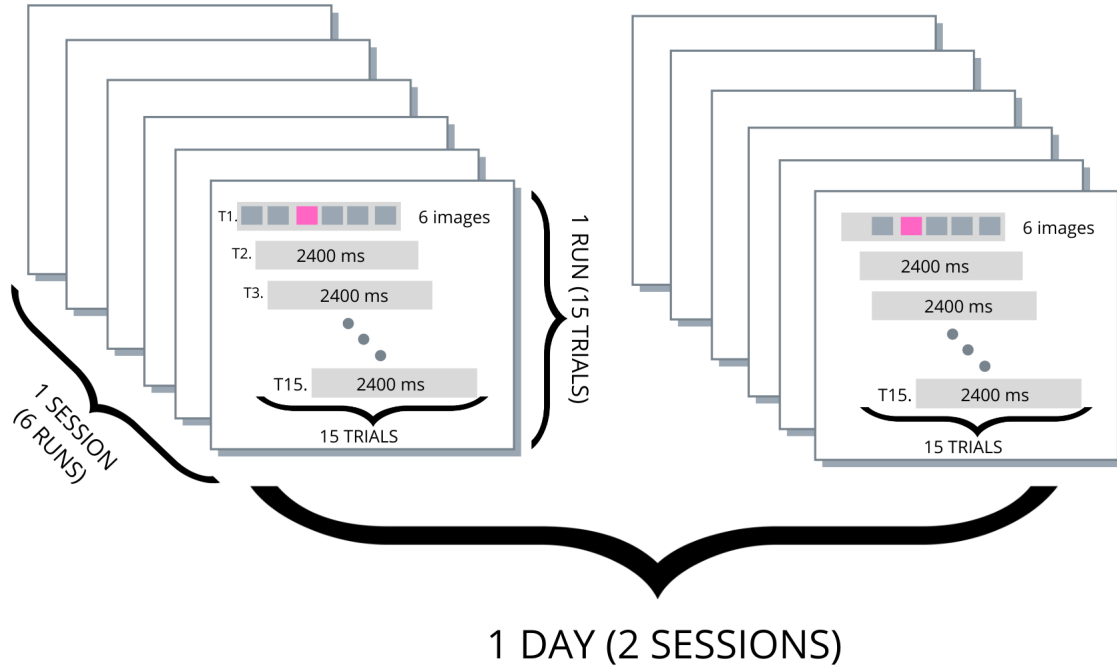 T1.
6 images
T2.
2400 ms
T3.
2400 ms
T15.
2400 ms
15 TRIALS
1 RUN (15 TRIALS)
1 SESSION
(6 RUNS)
6 images
2400 ms
2400 ms
T15.
2400 ms
15 TRIALS
1 DAY (2 SESSIONS)